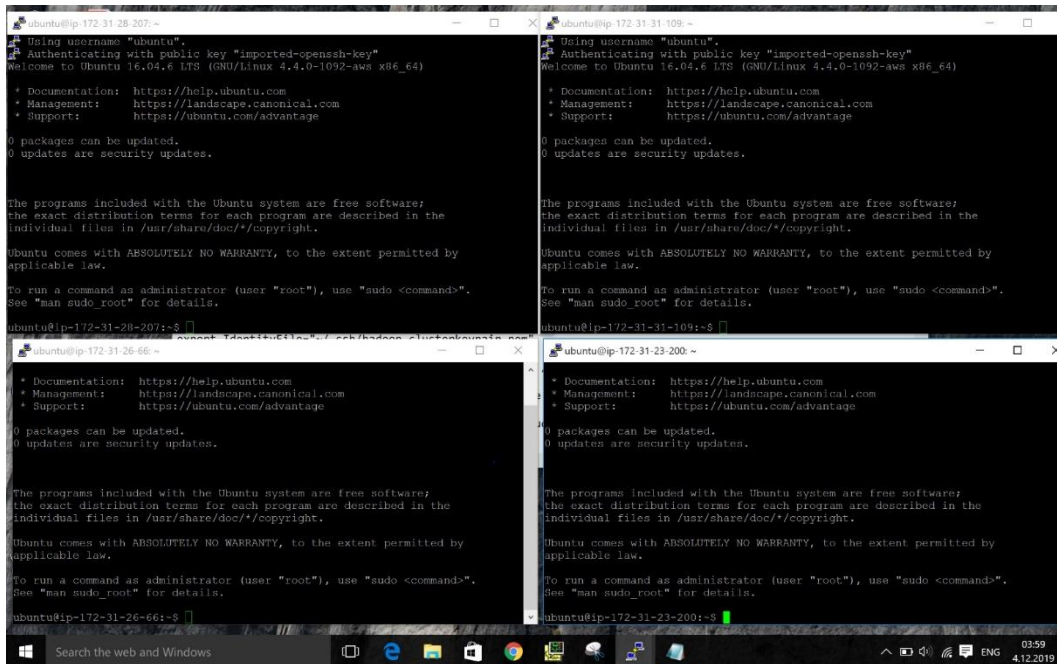 ubuntu@ip-172-31-28-207: ~
Using username "ubuntu".
Authenticating with public key "imported-openssh-key"
Welcome to Ubuntu 16.04.6 LTS (GNU/Linux 4.4.0-1092-aws x86_64)
* Documentation: https://help.ubuntu.com
* Management: https://landscape.canonical.com
* Support: https://ubuntu.com/advantage
0 packages can be updated.
0 updates are security updates.
The programs included with the Ubuntu system are free software;
the exact distribution terms for each program are described in the
individual files in /usr/share/doc/*/copyright.
Ubuntu comes with ABSOLUTELY NO WARRANTY, to the extent permitted by
applicable law.
To run a command as administrator (user "root"), use "sudo <command>".
See "man sudo_root" for details.
ubuntu@ip-172-31-28-207:~$
ubuntu@ip-172-31-31-109: ~
Using username "ubuntu".
Authenticating with public key "imported-openssh-key"
Welcome to Ubuntu 16.04.6 LTS (GNU/Linux 4.4.0-1092-aws x86_64)
* Documentation: https://help.ubuntu.com
* Management: https://landscape.canonical.com
* Support: https://ubuntu.com/advantage
0 packages can be updated.
0 updates are security updates.
The programs included with the Ubuntu system are free software;
the exact distribution terms for each program are described in the
individual files in /usr/share/doc/*/copyright.
Ubuntu comes with ABSOLUTELY NO WARRANTY, to the extent permitted by
applicable law.
To run a command as administrator (user "root"), use "sudo <command>".
See "man sudo_root" for details.
ubuntu@ip-172-31-31-109:~$
ubuntu@ip-172-31-26-66: ~
* Documentation: https://help.ubuntu.com
* Management: https://landscape.canonical.com
* Support: https://ubuntu.com/advantage
0 packages can be updated.
0 updates are security updates.
The programs included with the Ubuntu system are free software;
the exact distribution terms for each program are described in the
individual files in /usr/share/doc/*/copyright.
Ubuntu comes with ABSOLUTELY NO WARRANTY, to the extent permitted by
applicable law.
To run a command as administrator (user "root"), use "sudo <command>".
See "man sudo_root" for details.
ubuntu@ip-172-31-26-66:~$
ubuntu@ip-172-31-23-200: ~
* Documentation: https://help.ubuntu.com
* Management: https://landscape.canonical.com
* Support: https://ubuntu.com/advantage
0 packages can be updated.
0 updates are security updates.
The programs included with the Ubuntu system are free software;
the exact distribution terms for each program are described in the
individual files in /usr/share/doc/*/copyright.
Ubuntu comes with ABSOLUTELY NO WARRANTY, to the extent permitted by
applicable law.
To run a command as administrator (user "root"), use "sudo <command>".
See "man sudo_root" for details.
ubuntu@ip-172-31-23-200:~$
Search the web and Windows
ENG
03:59
4.12.2019